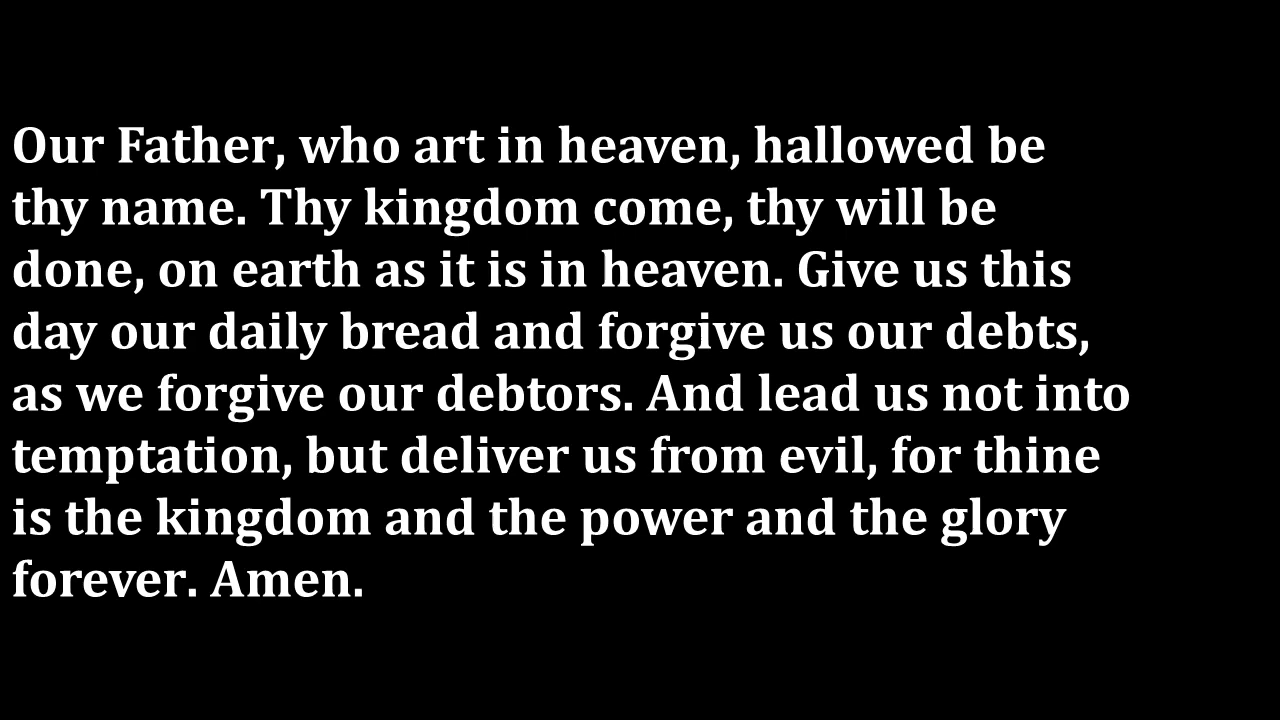 Our Father, who art in heaven, hallowed be
thy name. Thy kingdom come, thy will be
done, on earth as it is in heaven. Give us this
day our daily bread and forgive us our debts,
as we forgive our debtors. And lead us not into
temptation, but deliver us from evil, for thine
is the kingdom and the power and the glory
forever. Amen.